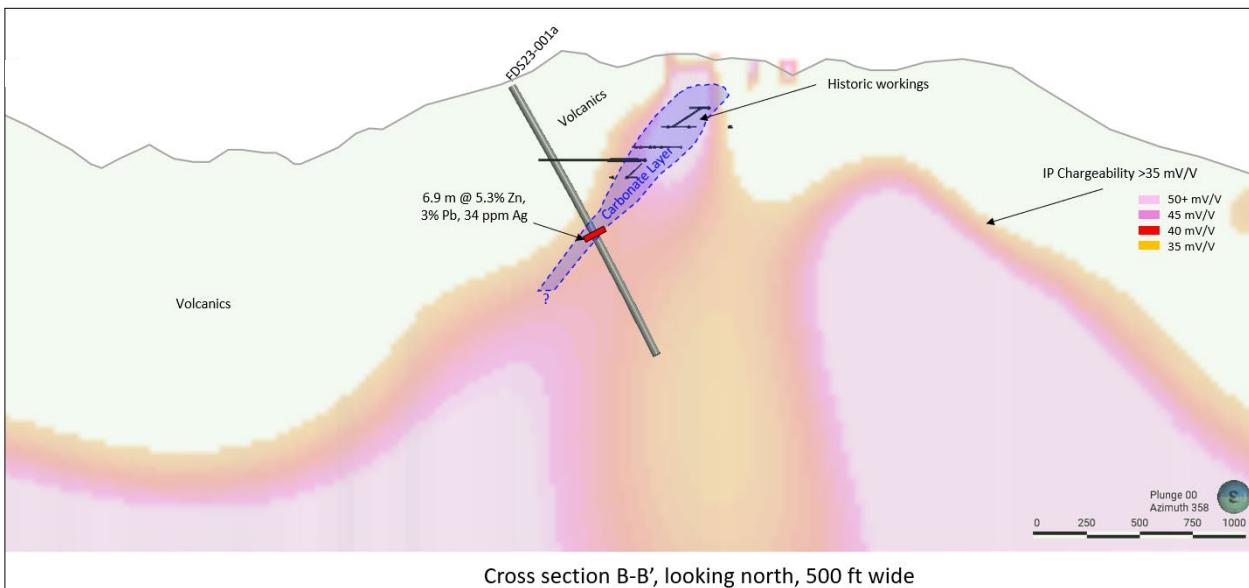 FDS23-001a
Volcanics
Historic workings
Carbonate Layer
IP Chargeability >35 mV/V
50+ mV/V
45 mV/V
40 mV/V
35 mV/V
6.9 m @ 5.3% Zn,
3% Pb, 34 ppm Ag
?
Volcanics
Plunge 00
Azimuth 358
S
0 250 500 750 1000
Cross section B-B’, looking north, 500 ft wide